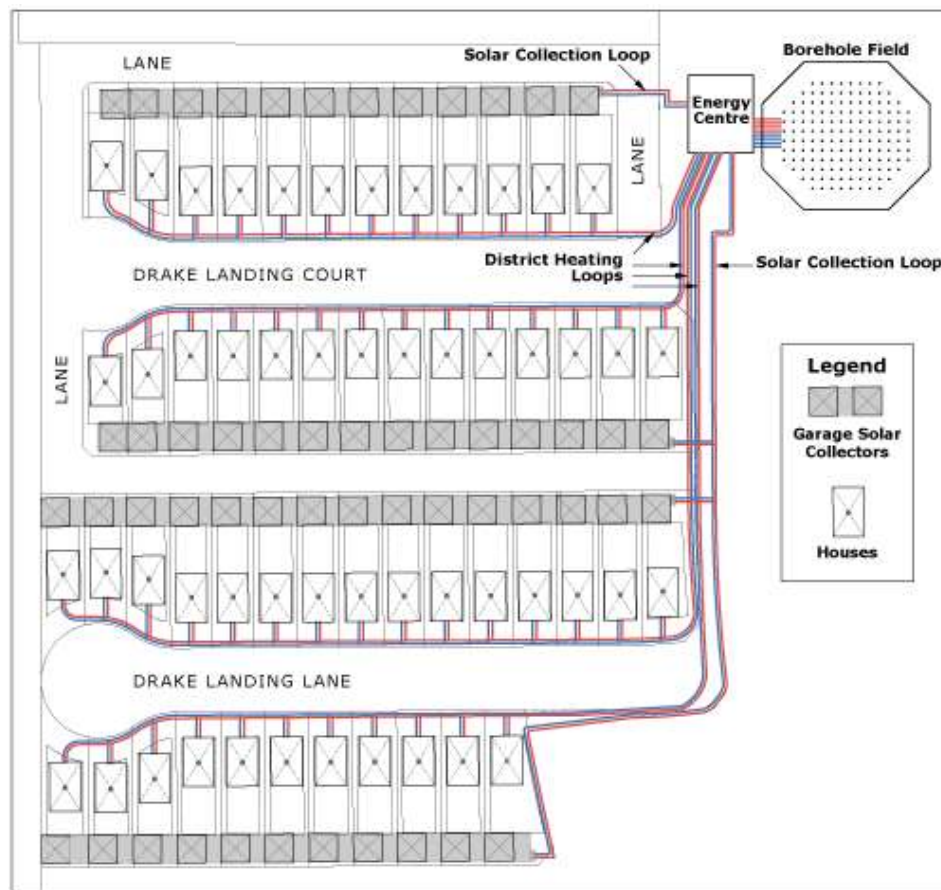 Solar Collection Loop
Borehole Field
LANE
Energy
Centre
LANE
District Heating
Loops
Solar Collection Loop
DRAKE LANDING COURT
LANE
Legend
Garage Solar
Collectors
Houses
DRAKE LANDING LANE